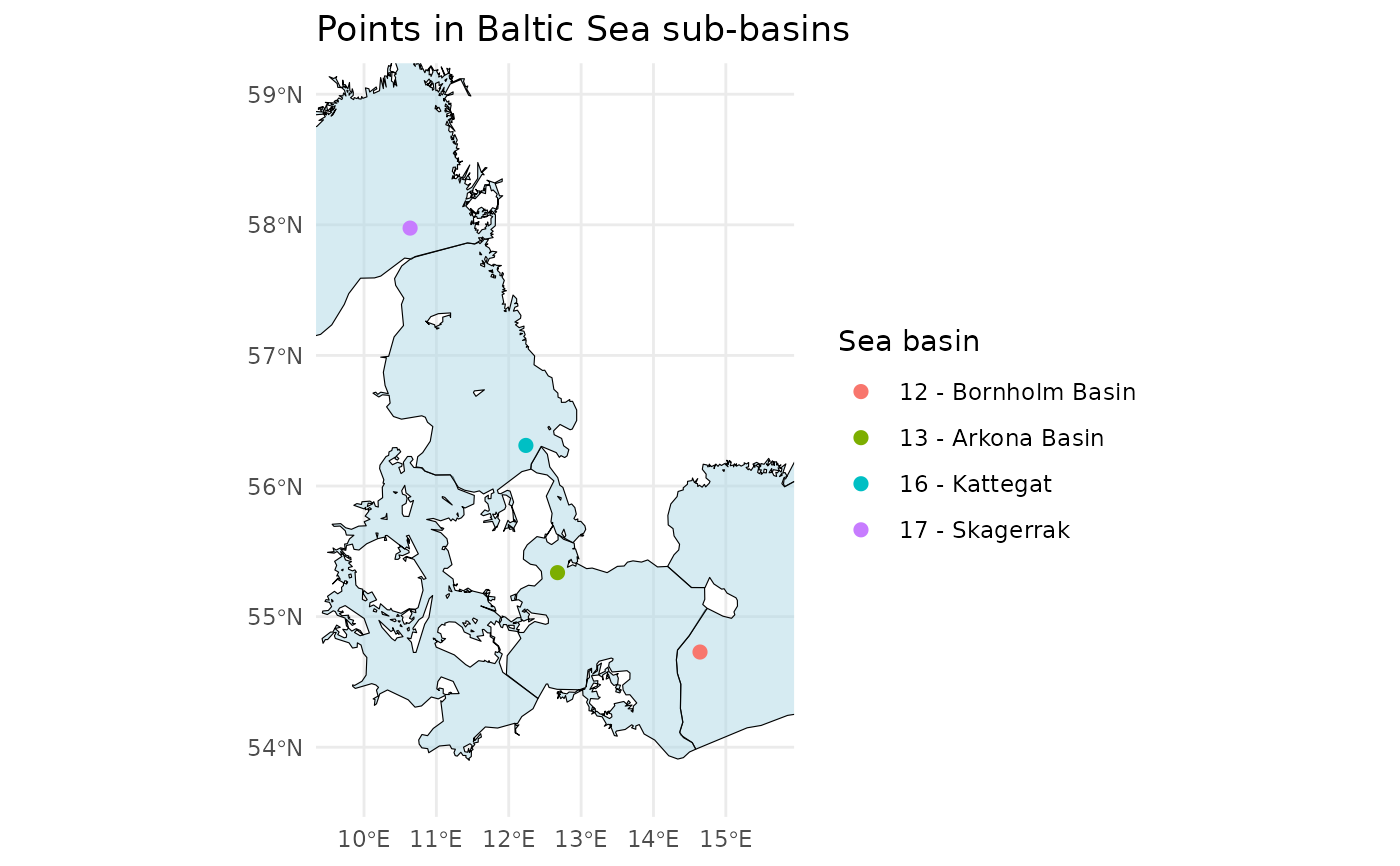 Points in Baltic Sea sub-basins
59°N
58°N
57°N
56°N
55°N
54°N
10°E 11°E 12°E 13°E 14°E 15°E
Sea basin
12 - Bornholm Basin
13 - Arkona Basin
16 - Kattegat
17 - Skagerrak